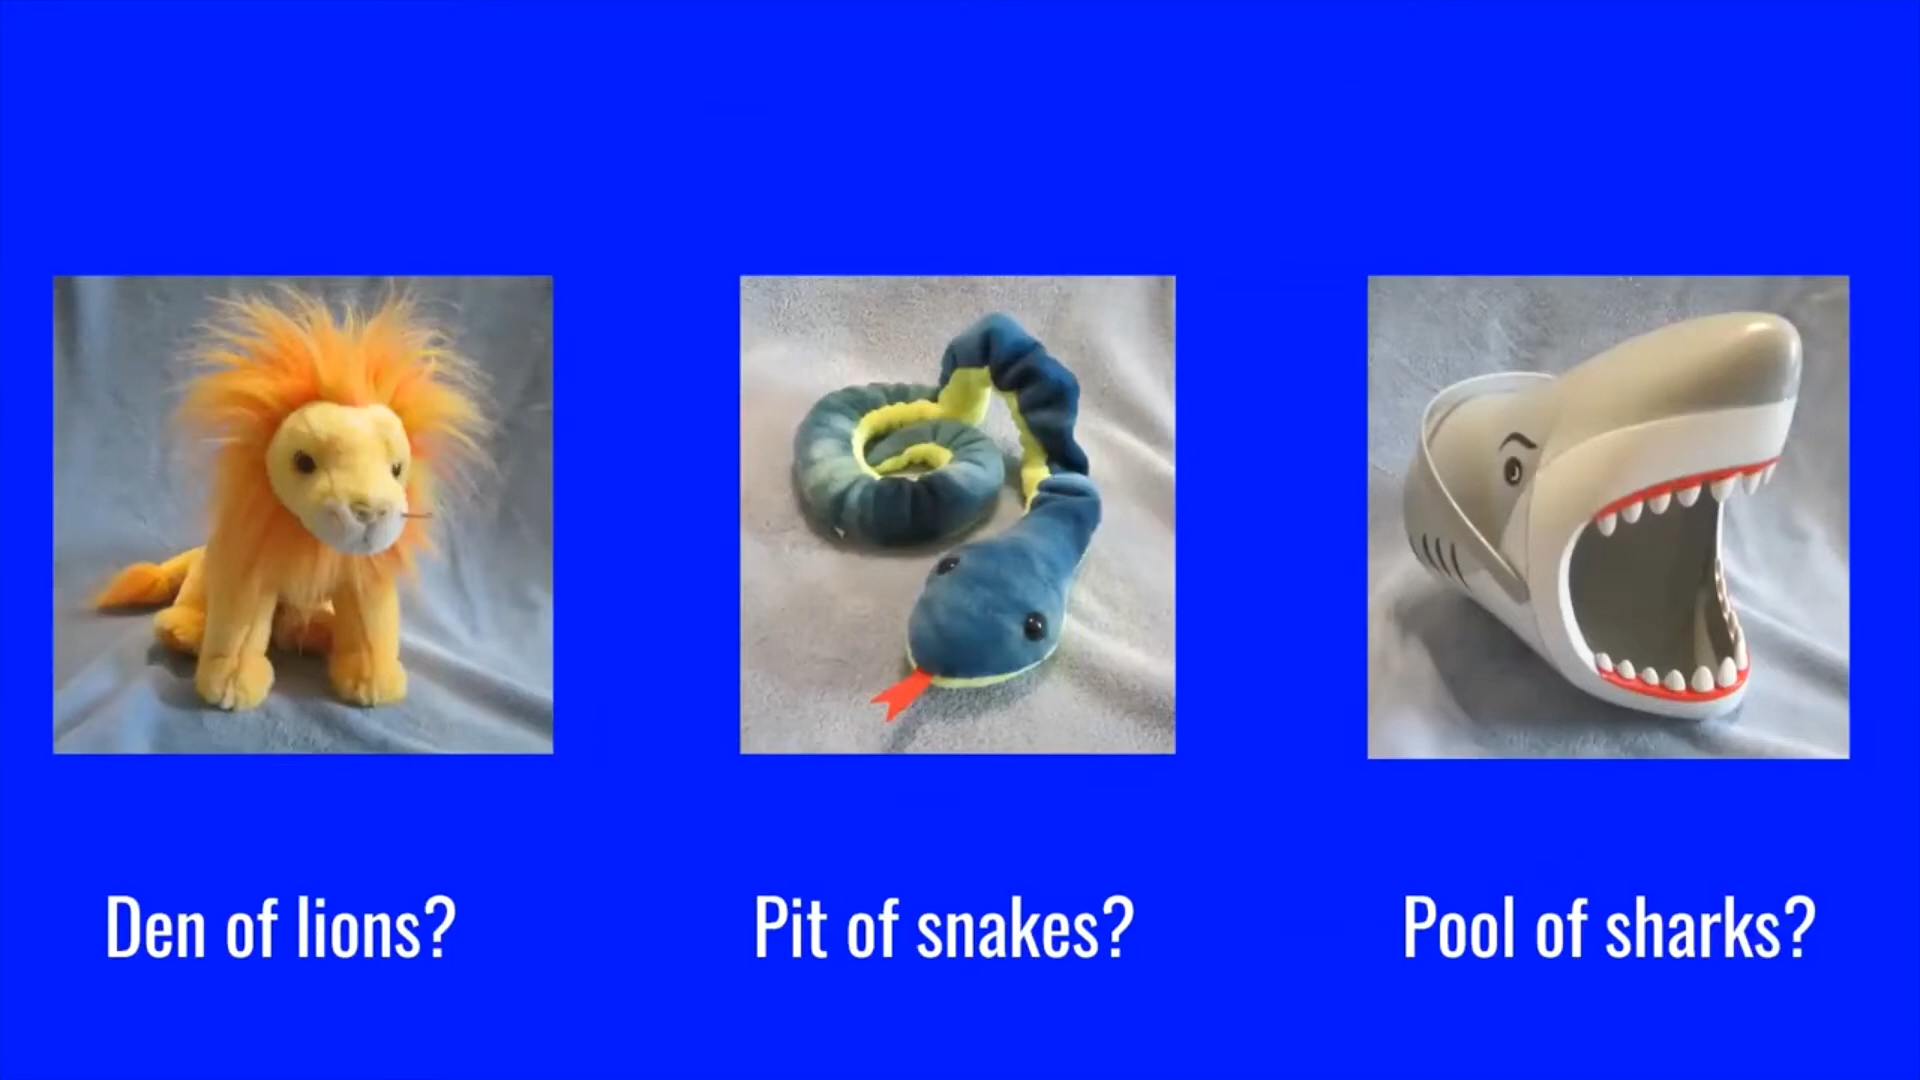 Den of lions?
Pit of snakes?
Pool of sharks?